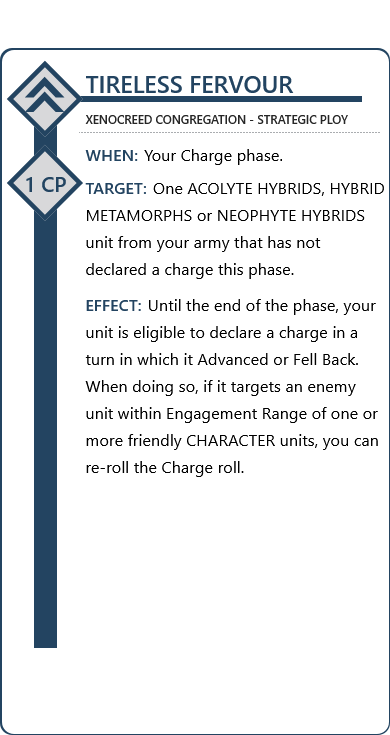 TIRELESS FERVOUR
XENOCREED CONGREGATION - STRATEGIC PLOY
1 CP
WHEN: Your Charge phase.
TARGET: One ACOLYTE HYBRIDS, HYBRID
METAMORPHS or NEOPHYTE HYBRIDS
unit from your army that has not
declared a charge this phase.
EFFECT: Until the end of the phase, your
unit is eligible to declare a charge in a
turn in which it Advanced or Fell Back.
When doing so, if it targets an enemy
unit within Engagement Range of one or
more friendly CHARACTER units, you can
re-roll the Charge roll.